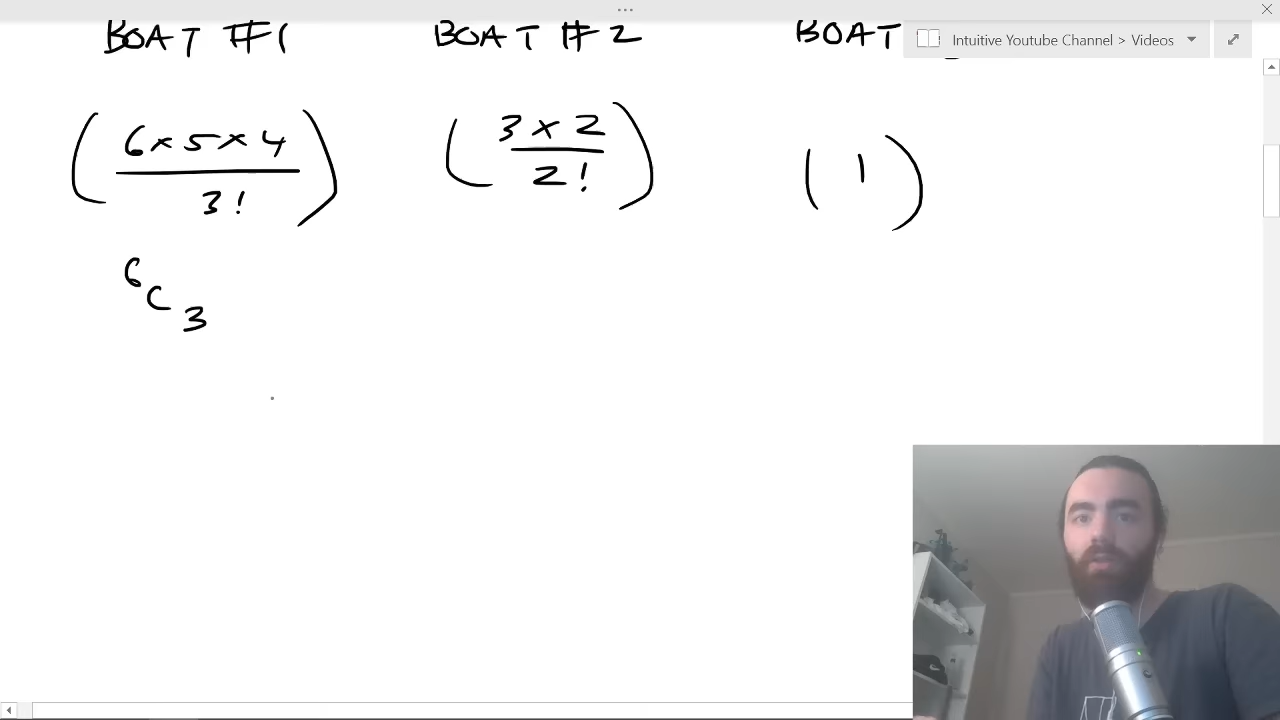 BOAT #1 BOAT #2 BOAT
Intuitive Youtube Channel > Videos
(6×5×4/3!) (3×2/2!) (1)
⁶C₃